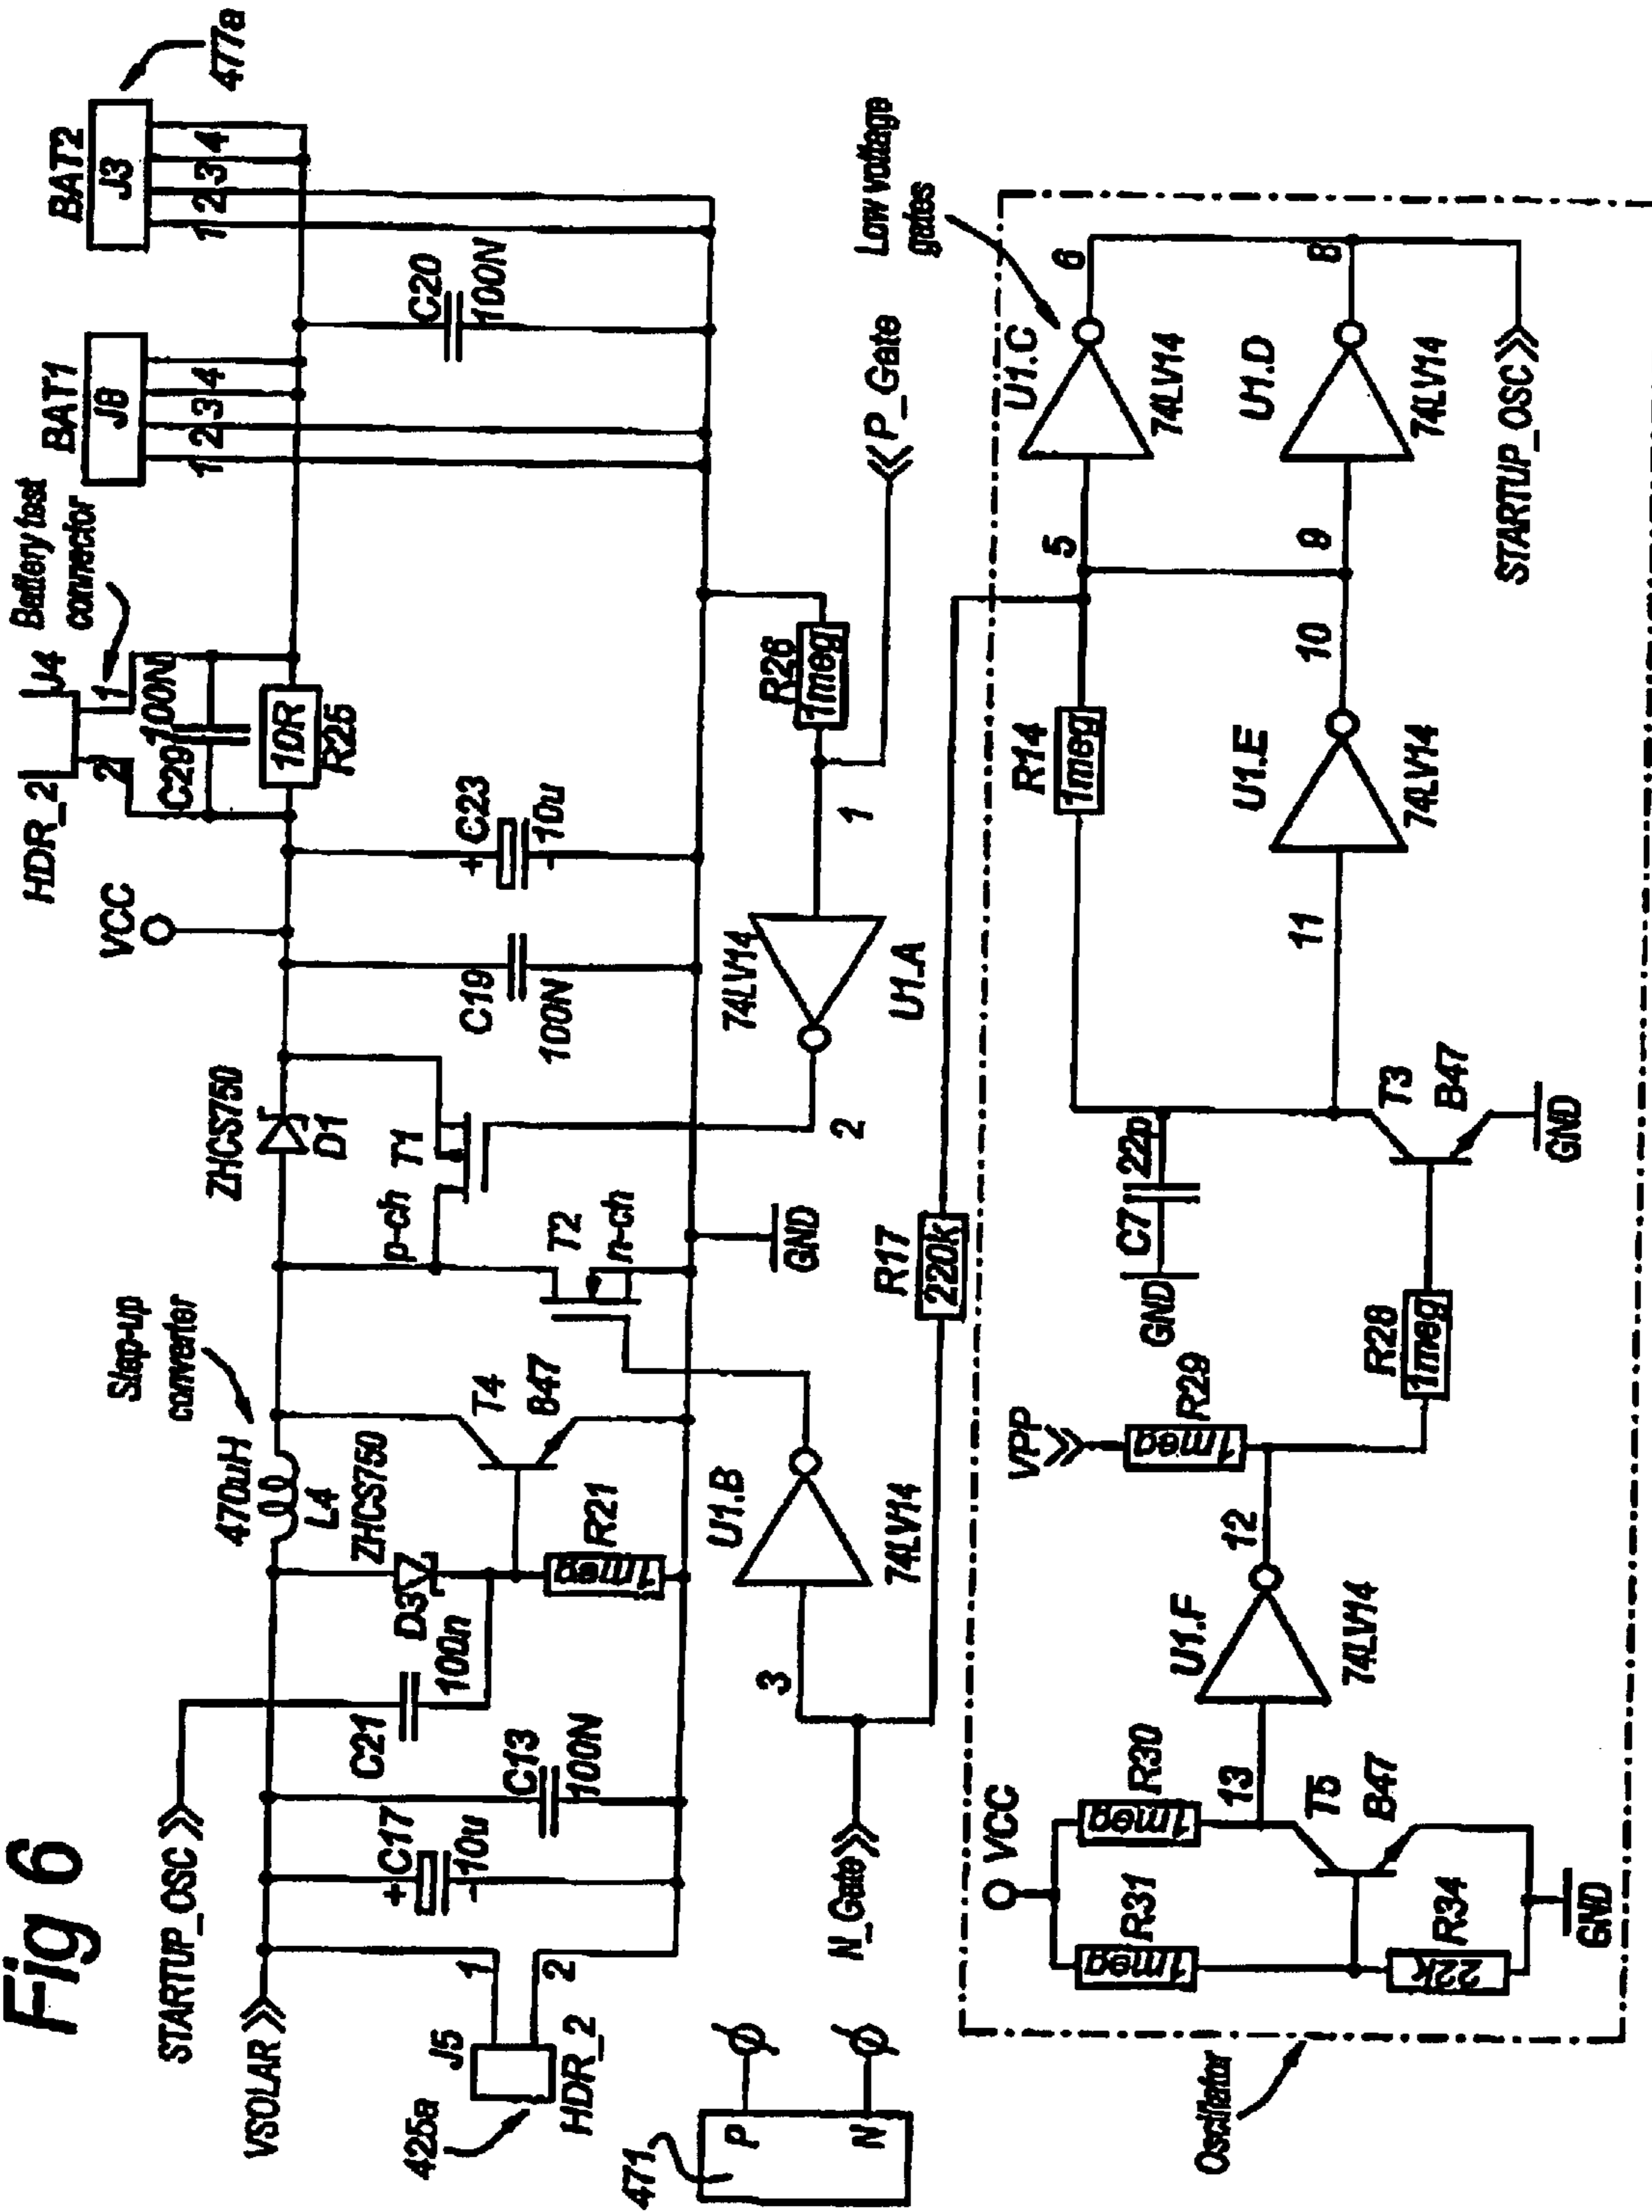 Fig 6
STARTUP_OSC
VSOLAR
J5
1
2
HDR_2
425a
471
P
N
+
C17
10u
-
C13
100N
C21
100n
D3
ZHCS750
R21
1meg
470uH
L4
Step-up
converter
T4
B47
T2
n-ch
p-ch
T1
ZHCS750
D1
GND
VCC
C19
100N
+
C23
10u
-
HDR_2
J4
2
1
Battery test
connector
C29
100N
10R
R25
BAT1
J8
1
2
3
4
BAT2
J3
1
2
3
4
477a
C20
100N
N_Gate
3
U1.B
74LV14
2
74LV14
U1.A
1
R26
1meg
P_Gate
R17
220k
Low voltage
gates
Oscillator
VCC
R31
1meg
R30
1meg
13
T5
B47
R34
22k
GND
U1.F
74LV14
12
VPP
R29
1meg
R28
1meg
GND
C7
22p
T3
B47
GND
11
R14
1meg
U1.E
74LV14
10
5
9
U1.C
74LV14
6
U1.D
74LV14
8
STARTUP_OSC